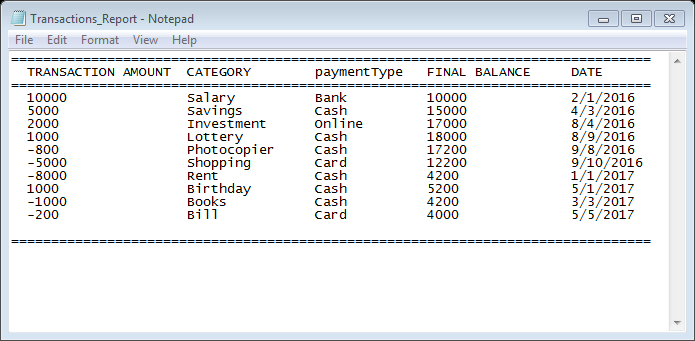 Transactions_Report - Notepad
File Edit Format View Help
================================================================================
TRANSACTION AMOUNT CATEGORY paymentType FINAL BALANCE DATE
================================================================================
10000 Salary Bank 10000 2/1/2016
5000 Savings Cash 15000 4/3/2016
2000 Investment Online 17000 8/4/2016
1000 Lottery Cash 18000 8/9/2016
-800 Photocopier Cash 17200 9/8/2016
-5000 Shopping Card 12200 9/10/2016
-8000 Rent Cash 4200 1/1/2017
1000 Birthday Cash 5200 5/1/2017
-1000 Books Cash 4200 3/3/2017
-200 Bill Card 4000 5/5/2017
================================================================================